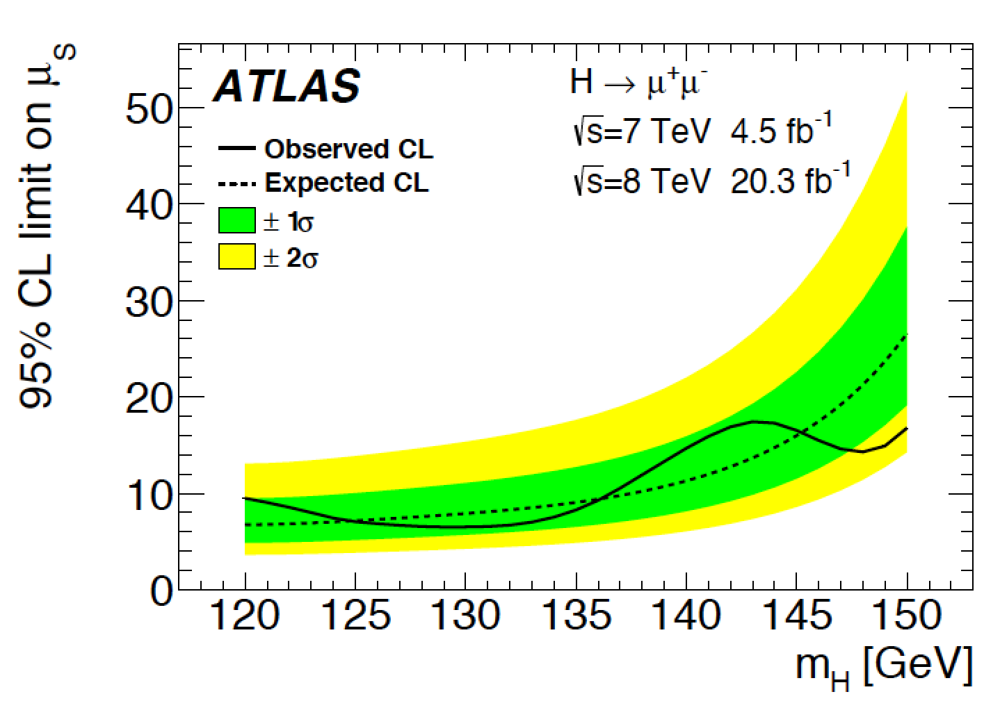 95% CL limit on μS
ATLAS
H → μ+μ-
√s=7 TeV 4.5 fb-1
√s=8 TeV 20.3 fb-1
Observed CL
Expected CL
± 1σ
± 2σ
50
40
30
20
10
0
120 125 130 135 140 145 150
mH [GeV]